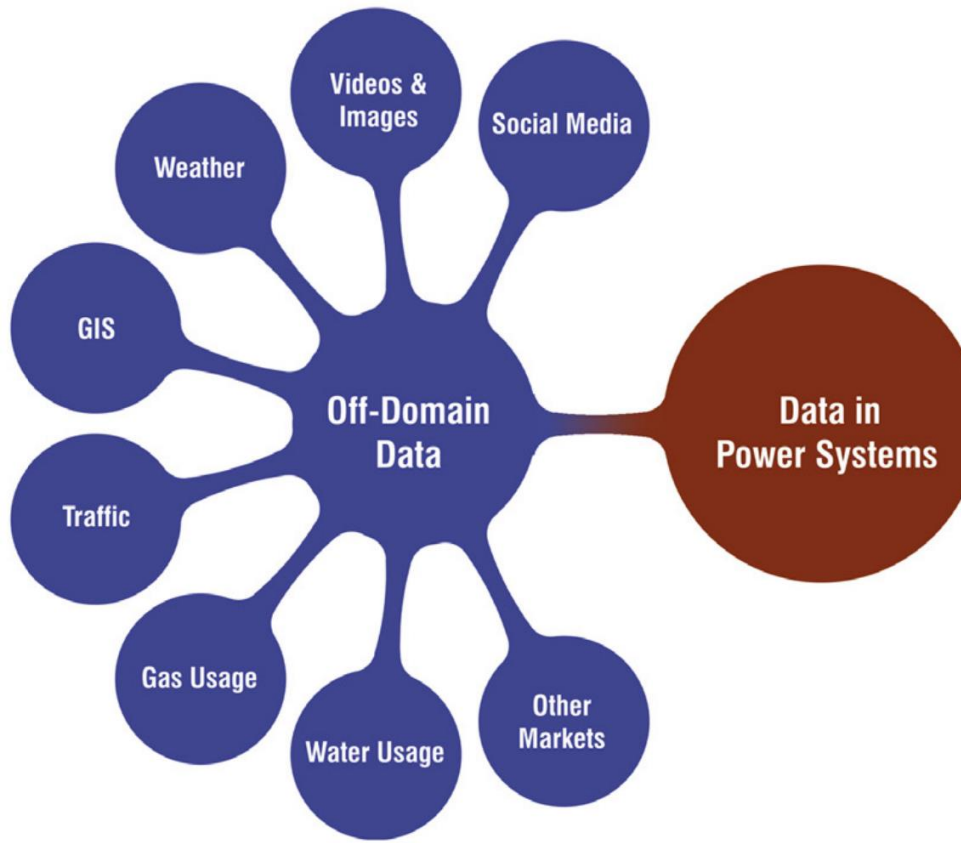 Videos &
Images
Social Media
Weather
GIS
Off-Domain
Data
Data in
Power Systems
Traffic
Gas Usage
Water Usage
Other
Markets